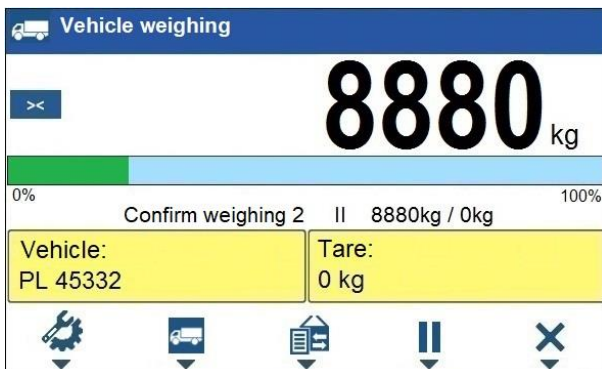 Vehicle weighing
><
8880 kg
0% 100%
Confirm weighing 2 II 8880kg / 0kg
Vehicle:
PL 45332
Tare:
0 kg